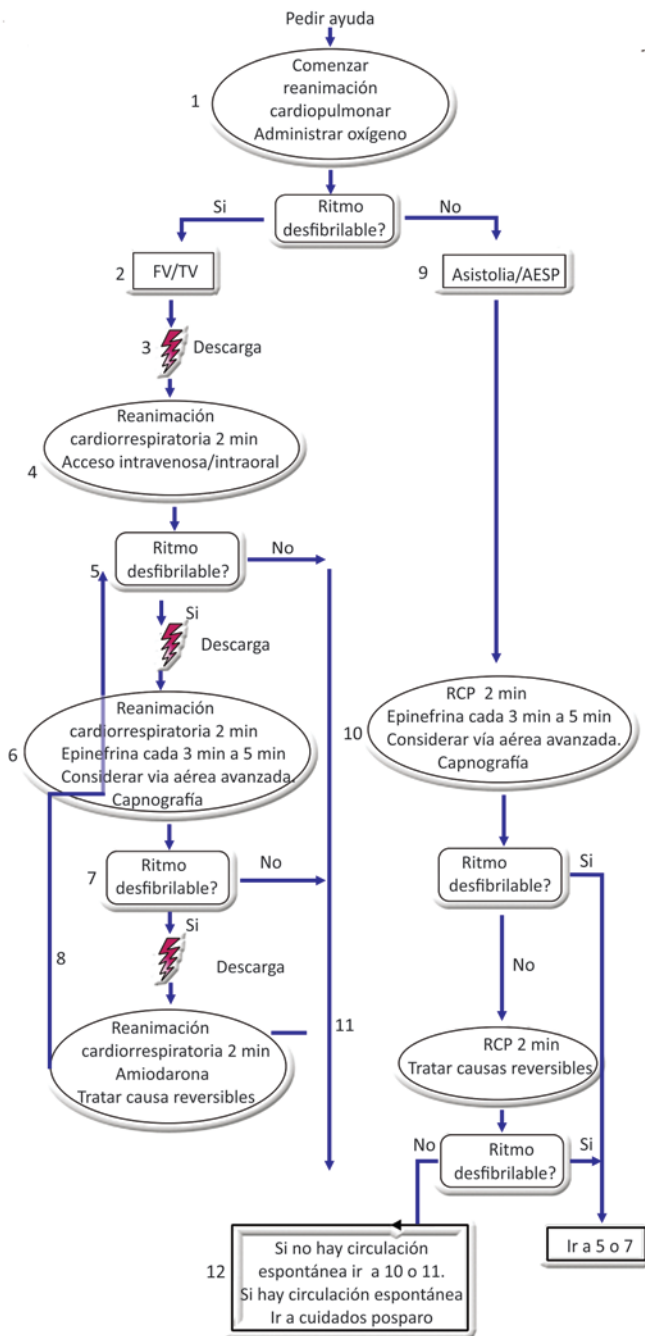 Pedir ayuda
1
Comenzar
reanimación
cardiopulmonar
Administrar oxígeno
Ritmo
desfibrilable?
Si
No
2
FV/TV
9
Asistolia/AESP
3
Descarga
4
Reanimación
cardiorrespiratoria 2 min
Acceso intravenosa/intraoral
5
Ritmo
desfibrilable?
No
Si
Descarga
6
Reanimación
cardiorrespiratoria 2 min
Epinefrina cada 3 min a 5 min
Considerar via aérea avanzada.
Capnografía
10
RCP 2 min
Epinefrina cada 3 min a 5 min
Considerar vía aérea avanzada.
Capnografía
7
Ritmo
desfibrilable?
No
Si
Ritmo
desfibrilable?
Si
No
8
Descarga
Reanimación
cardiorrespiratoria 2 min
Amiodarona
Tratar causa reversibles
11
RCP 2 min
Tratar causas reversibles
No
Ritmo
desfibrilable?
Si
12
Si no hay circulación
espontánea ir a 10 o 11.
Si hay circulación espontánea
Ir a cuidados posparo
Ir a 5 o 7